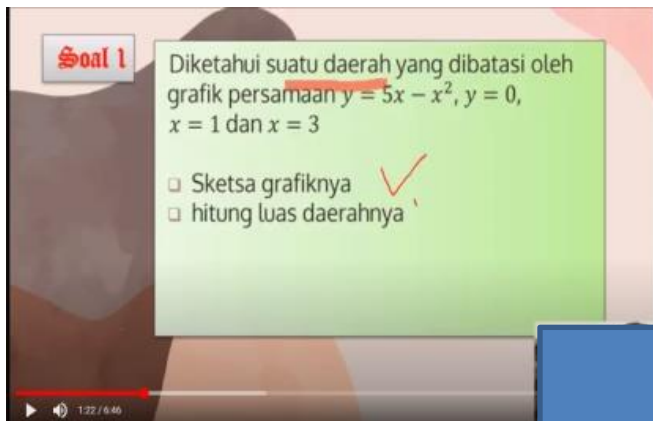 Soal 1
Diketahui suatu daerah yang dibatasi oleh
grafik persamaan y = 5x − x², y = 0,
x = 1 dan x = 3
❑ Sketsa grafiknya
❑ hitung luas daerahnya
1:22 / 6:46